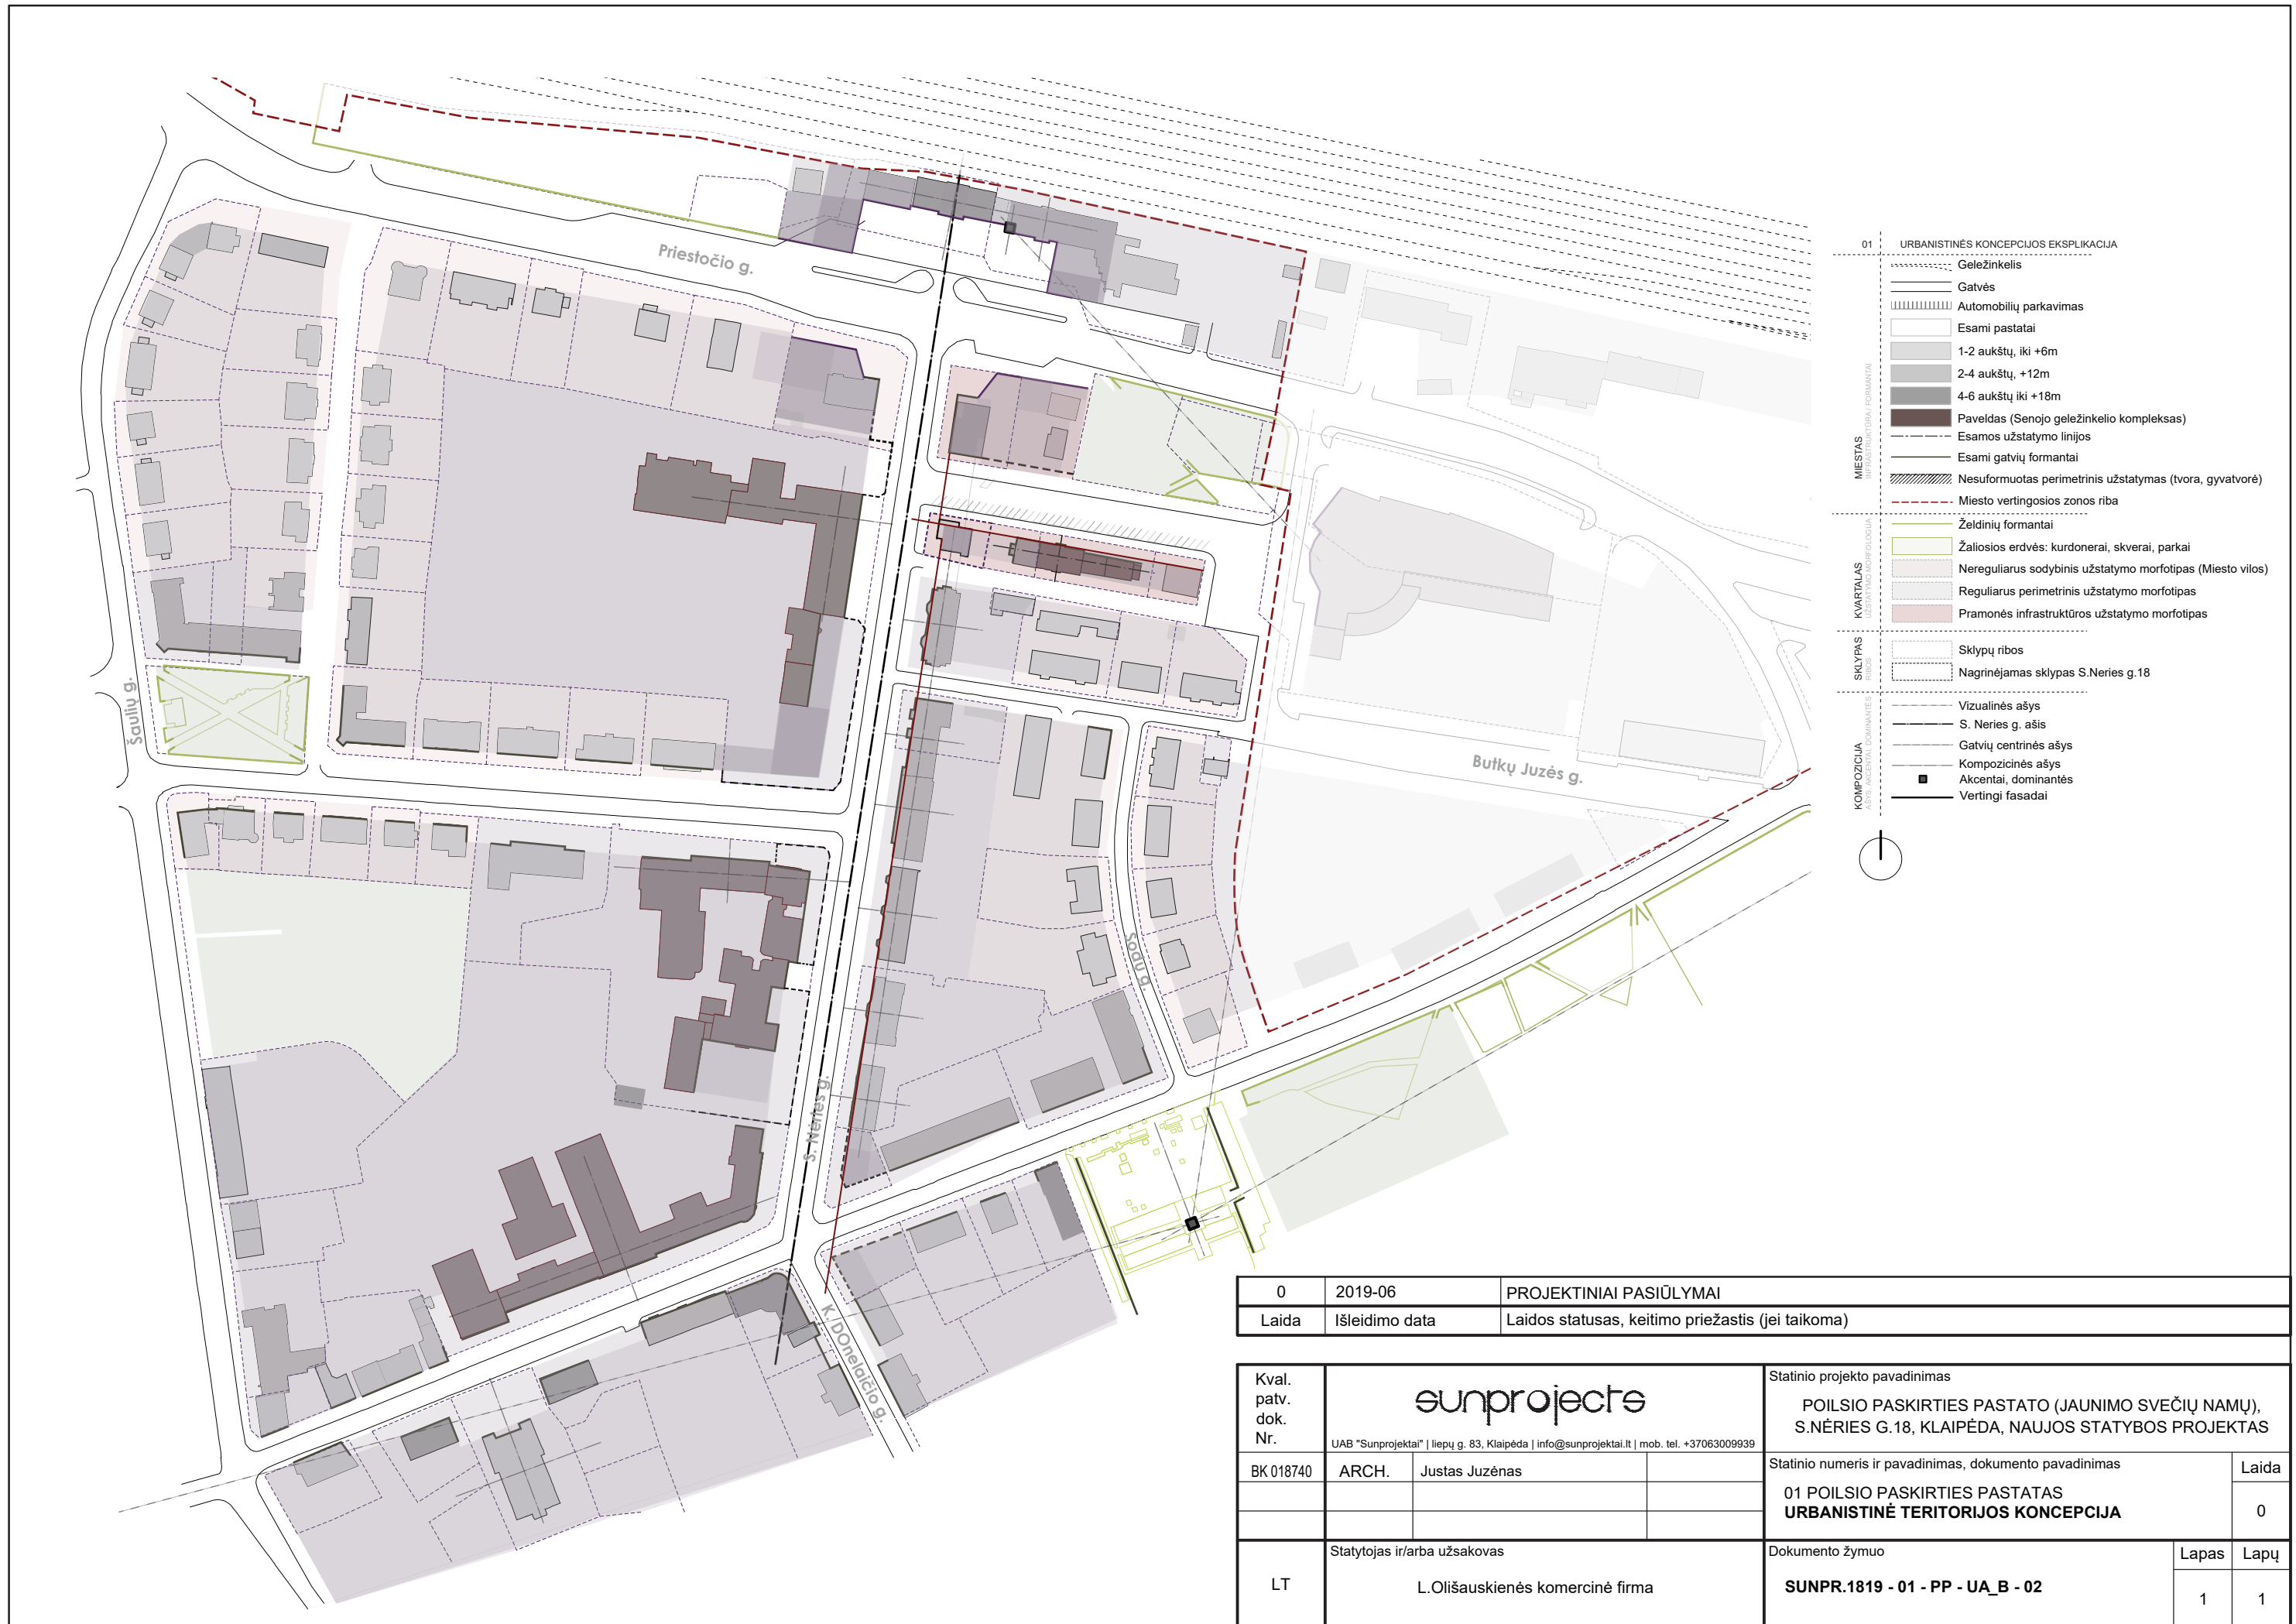 Priestočio g.
Šaulių g.
Butkų Juzės g.
Sodų g.
S. Nėries g.
K. DOnelaičio g.
01 URBANISTINĖS KONCEPCIJOS EKSPLIKACIJA
MIESTAS
INFRASTRUKTŪRA / FORMANTAI
Geležinkelis
Gatvės
Automobilių parkavimas
Esami pastatai
1-2 aukštų, iki +6m
2-4 aukštų, +12m
4-6 aukštų iki +18m
Paveldas (Senojo geležinkelio kompleksas)
Esamos užstatymo linijos
Esami gatvių formantai
Nesuformuotas perimetrinis užstatymas (tvora, gyvatvorė)
Miesto vertingosios zonos riba
KVARTALAS
UŽSTATYMO MORFOLOGIJA
Želdinių formantai
Žaliosios erdvės: kurdonerai, skverai, parkai
Nereguliarus sodybinis užstatymo morfotipas (Miesto vilos)
Reguliarus perimetrinis užstatymo morfotipas
Pramonės infrastruktūros užstatymo morfotipas
SKLYPAS
RIBOS
Sklypų ribos
Nagrinėjamas sklypas S.Neries g.18
KOMPOZICIJA
AŠYS, AKCENTAI, DOMINANTĖS
Vizualinės ašys
S. Neries g. ašis
Gatvių centrinės ašys
Kompozicinės ašys
Akcentai, dominantės
Vertingi fasadai
0 2019-06 PROJEKTINIAI PASIŪLYMAI
Laida Išleidimo data Laidos statusas, keitimo priežastis (jei taikoma)
Kval.
patv.
dok.
Nr.
sunprojects
UAB "Sunprojektai" | liepų g. 83, Klaipėda | info@sunprojektai.lt | mob. tel. +37063009939
Statinio projekto pavadinimas
POILSIO PASKIRTIES PASTATO (JAUNIMO SVEČIŲ NAMŲ),
S.NĖRIES G.18, KLAIPĖDA, NAUJOS STATYBOS PROJEKTAS
BK 018740 ARCH. Justas Juzėnas
Statinio numeris ir pavadinimas, dokumento pavadinimas
Laida
01 POILSIO PASKIRTIES PASTATAS
URBANISTINĖ TERITORIJOS KONCEPCIJA
0
LT
Statytojas ir/arba užsakovas
L.Olišauskienės komercinė firma
Dokumento žymuo
SUNPR.1819 - 01 - PP - UA_B - 02
Lapas Lapų
1 1